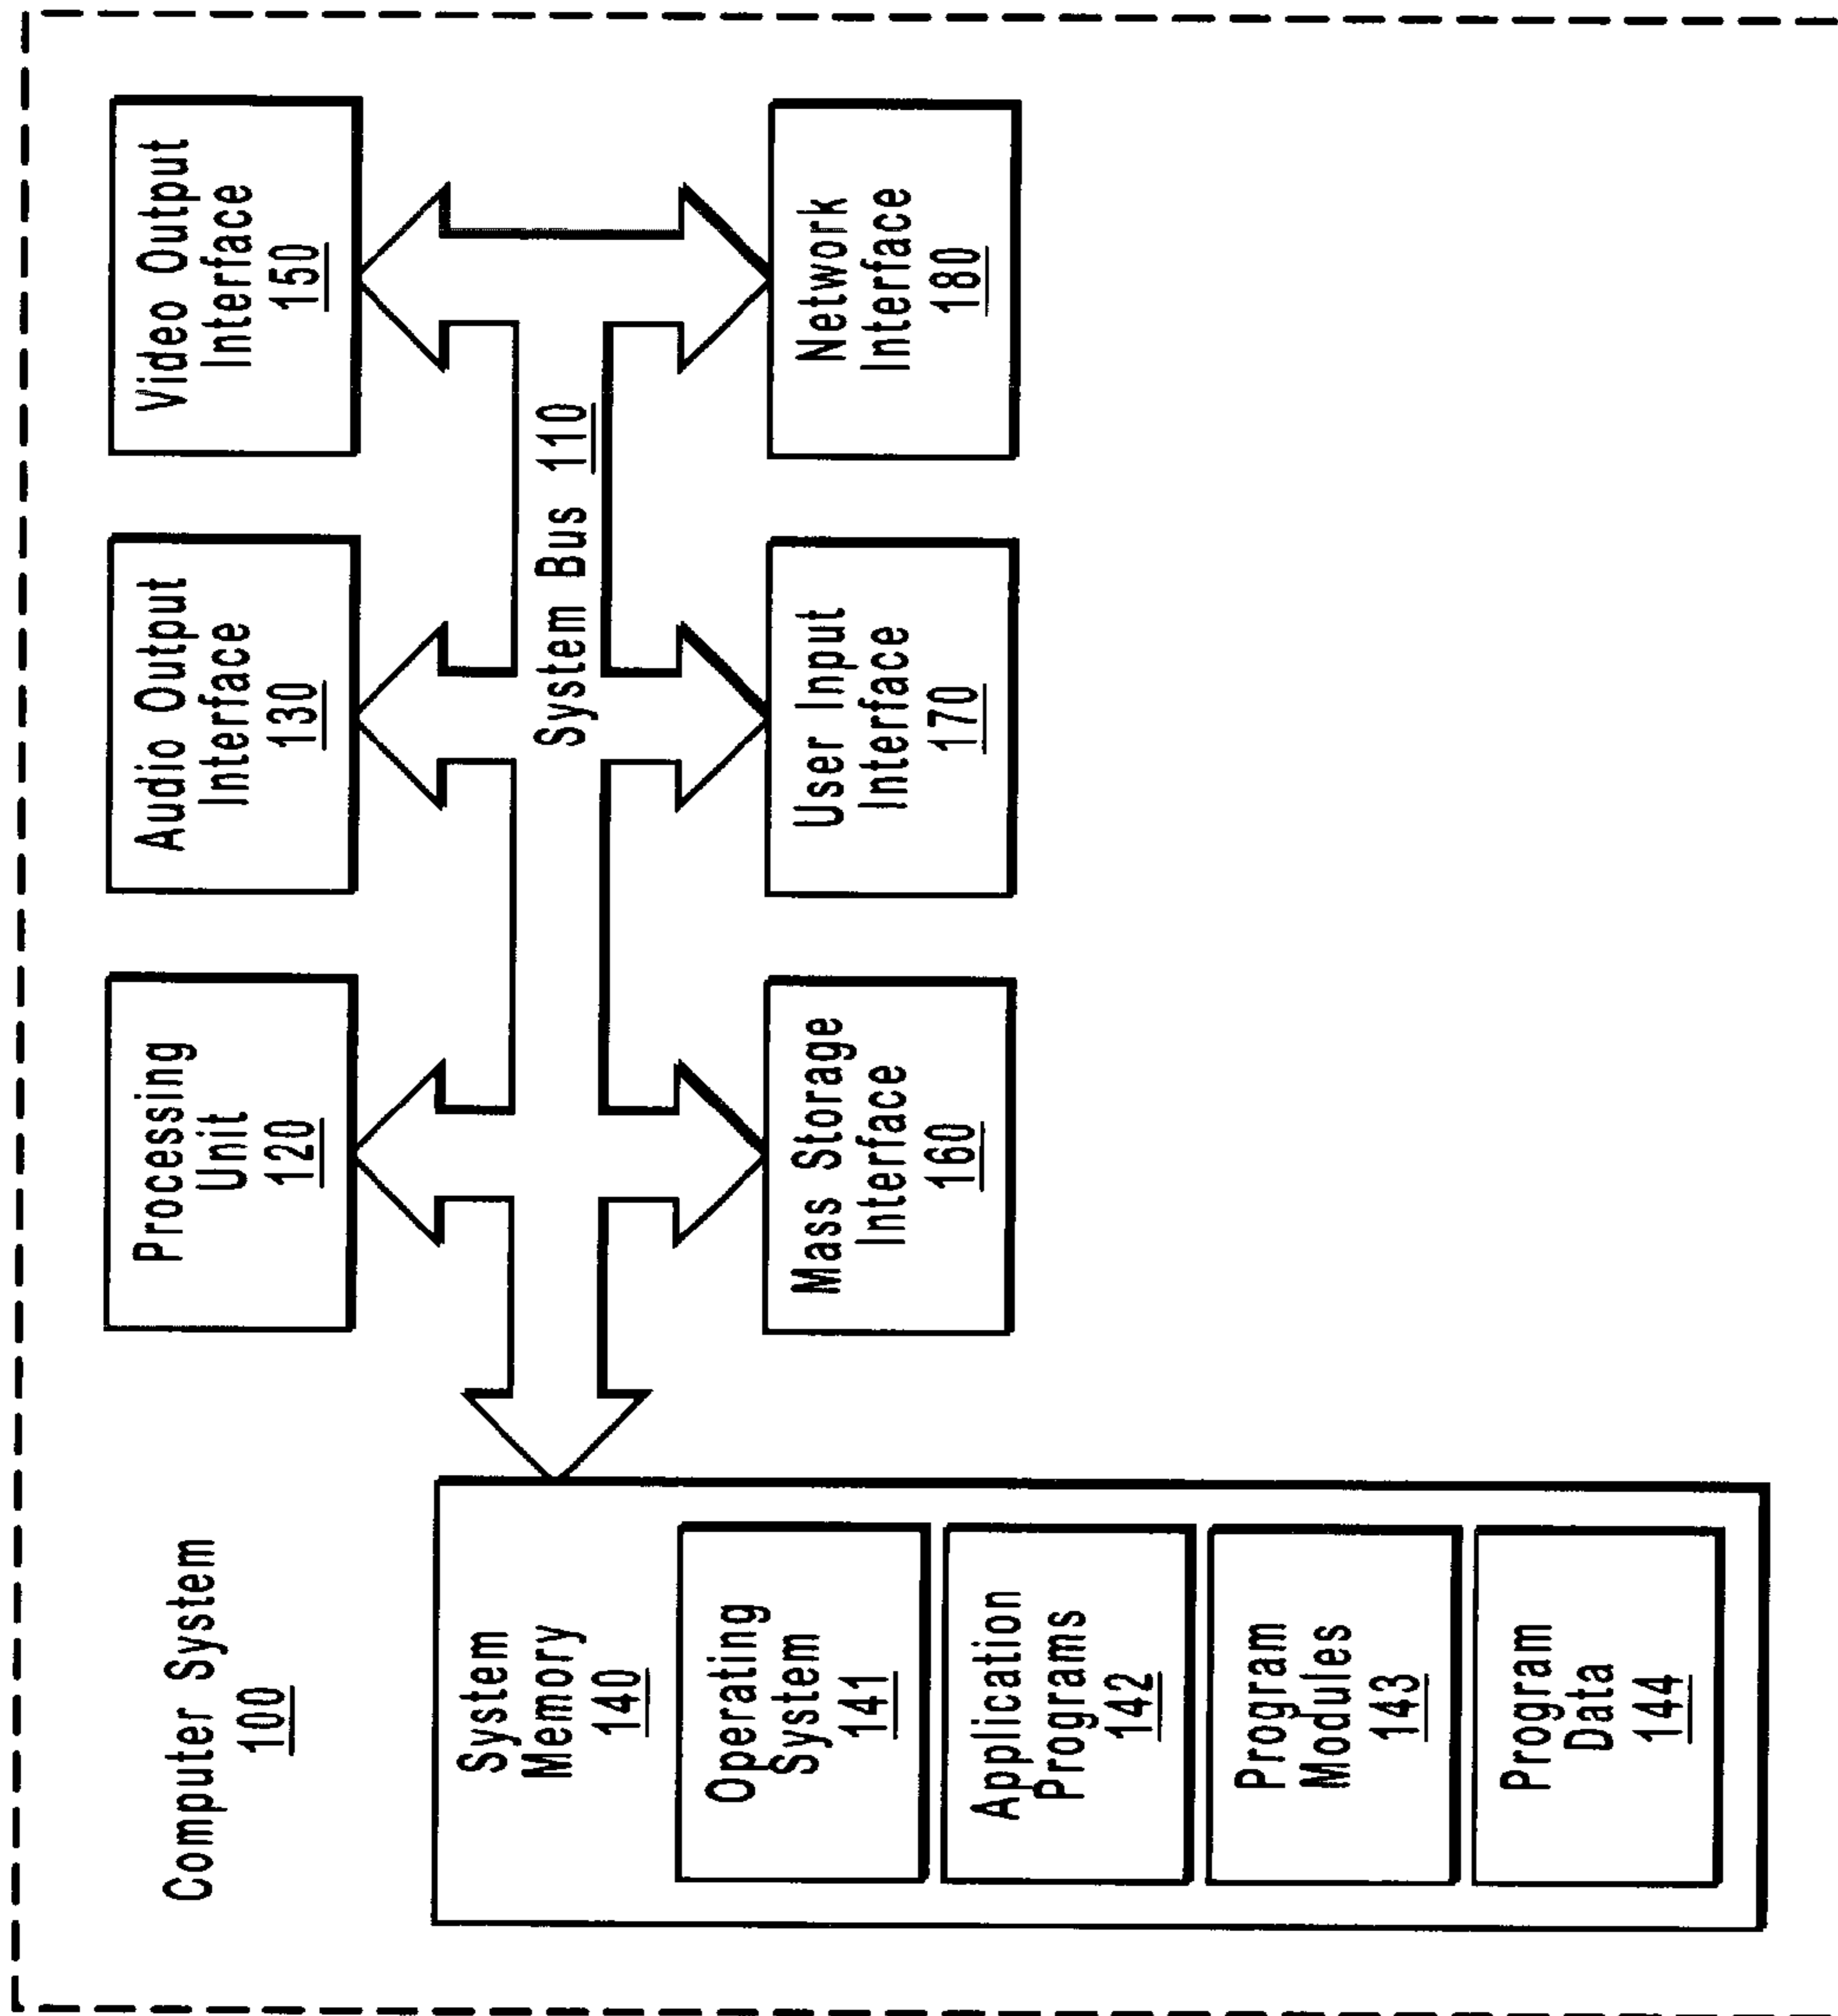 Computer System
100
Processing
Unit
120
Audio Output
Interface
130
Video Output
Interface
150
System Bus 110
System
Memory
140
Operating
System
141
Application
Programs
142
Program
Modules
143
Program
Data
144
Mass Storage
Interface
160
User Input
Interface
170
Network
Interface
180